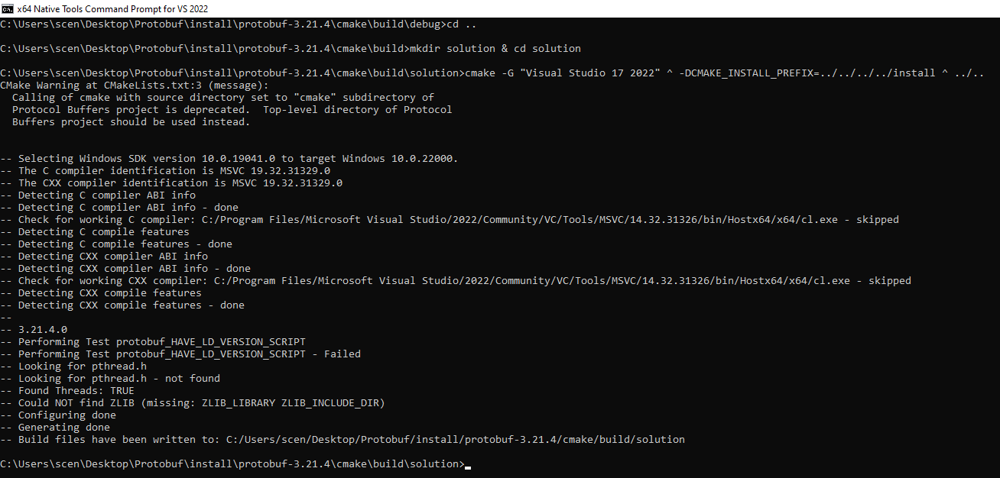 x64 Native Tools Command Prompt for VS 2022
C:\Users\scen\Desktop\Protobuf\install\protobuf-3.21.4\cmake\build\debug>cd ..
C:\Users\scen\Desktop\Protobuf\install\protobuf-3.21.4\cmake\build>mkdir solution & cd solution
C:\Users\scen\Desktop\Protobuf\install\protobuf-3.21.4\cmake\build\solution>cmake -G "Visual Studio 17 2022" ^ -DCMAKE_INSTALL_PREFIX=../../../../install ^ ../..
CMake Warning at CMakeLists.txt:3 (message):
  Calling of cmake with source directory set to "cmake" subdirectory of
  Protocol Buffers project is deprecated.  Top-level directory of Protocol
  Buffers project should be used instead.
-- Selecting Windows SDK version 10.0.19041.0 to target Windows 10.0.22000.
-- The C compiler identification is MSVC 19.32.31329.0
-- The CXX compiler identification is MSVC 19.32.31329.0
-- Detecting C compiler ABI info
-- Detecting C compiler ABI info - done
-- Check for working C compiler: C:/Program Files/Microsoft Visual Studio/2022/Community/VC/Tools/MSVC/14.32.31326/bin/Hostx64/x64/cl.exe - skipped
-- Detecting C compile features
-- Detecting C compile features - done
-- Detecting CXX compiler ABI info
-- Detecting CXX compiler ABI info - done
-- Check for working CXX compiler: C:/Program Files/Microsoft Visual Studio/2022/Community/VC/Tools/MSVC/14.32.31326/bin/Hostx64/x64/cl.exe - skipped
-- Detecting CXX compile features
-- Detecting CXX compile features - done
--
-- 3.21.4.0
-- Performing Test protobuf_HAVE_LD_VERSION_SCRIPT
-- Performing Test protobuf_HAVE_LD_VERSION_SCRIPT - Failed
-- Looking for pthread.h
-- Looking for pthread.h - not found
-- Found Threads: TRUE
-- Could NOT find ZLIB (missing: ZLIB_LIBRARY ZLIB_INCLUDE_DIR)
-- Configuring done
-- Generating done
-- Build files have been written to: C:/Users/scen/Desktop/Protobuf/install/protobuf-3.21.4/cmake/build/solution
C:\Users\scen\Desktop\Protobuf\install\protobuf-3.21.4\cmake\build\solution>